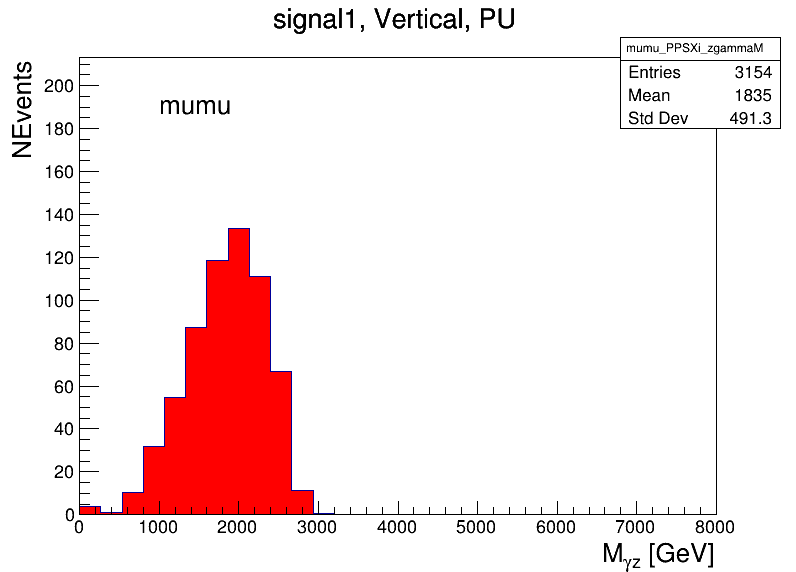 signal1, Vertical, PU
mumu_PPSXi_zgammaM
Entries 3154
Mean 1835
Std Dev 491.3
NEvents
mumu
200
180
160
140
120
100
80
60
40
20
0
0 1000 2000 3000 4000 5000 6000 7000 8000
Mγz [GeV]